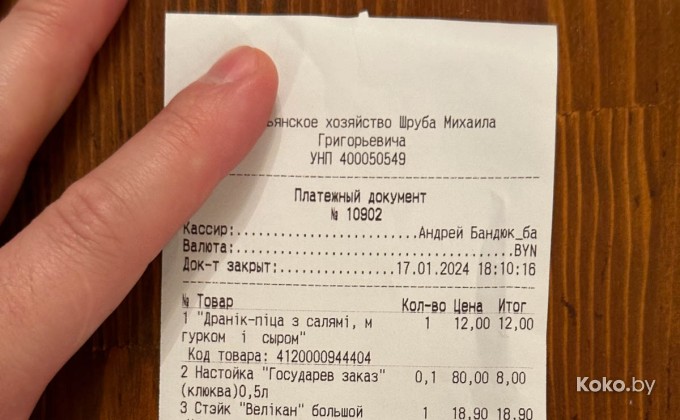 ьянское хозяйство Шруба Михаила
Григорьевича
УНП 400050549
Платежный документ
№ 10902
Кассир:.......................Андрей Бандюк_ба
Валюта:....................................BYN
Док-т закрыт:..............17.01.2024 18:10:16
№ Товар Кол-во Цена Итог
1 "Дранік-піца з салямі, м 1 12,00 12,00
гурком і сыром"
Код товара: 4120000944404
2 Настойка "Государев заказ" 0,1 80,00 8,00
(клюква)0,5л
3 Стэйк "Велікан" большой 1 18,90 18,90
Koko.by